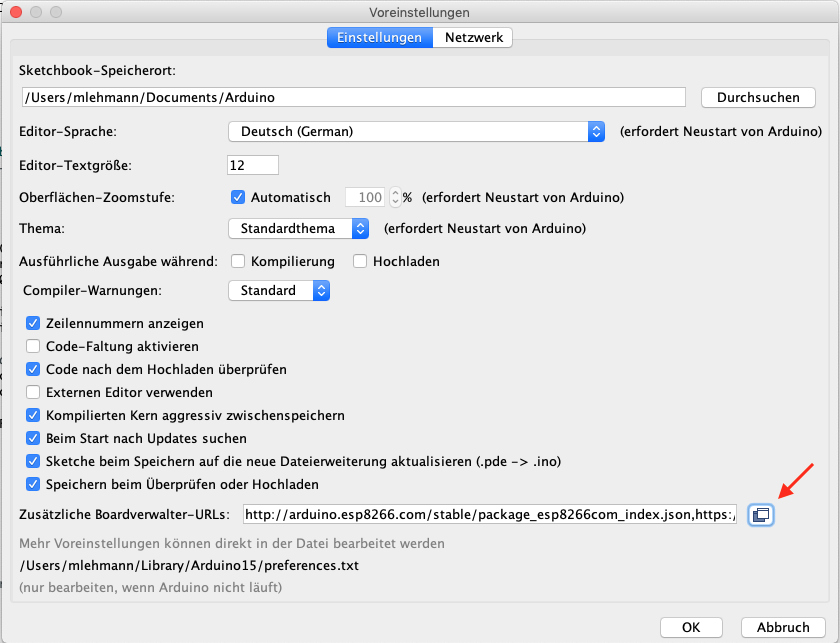 Voreinstellungen
Einstellungen Netzwerk
Sketchbook-Speicherort:
/Users/mlehmann/Documents/Arduino Durchsuchen
Editor-Sprache: Deutsch (German) (erfordert Neustart von Arduino)
Editor-Textgröße: 12
Oberflächen-Zoomstufe: Automatisch 100 % (erfordert Neustart von Arduino)
Thema: Standardthema (erfordert Neustart von Arduino)
Ausführliche Ausgabe während: Kompilierung Hochladen
Compiler-Warnungen: Standard
Zeilennummern anzeigen
Code-Faltung aktivieren
Code nach dem Hochladen überprüfen
Externen Editor verwenden
Kompilierten Kern aggressiv zwischenspeichern
Beim Start nach Updates suchen
Sketche beim Speichern auf die neue Dateierweiterung aktualisieren (.pde -> .ino)
Speichern beim Überprüfen oder Hochladen
Zusätzliche Boardverwalter-URLs: http://arduino.esp8266.com/stable/package_esp8266com_index.json,https:/
Mehr Voreinstellungen können direkt in der Datei bearbeitet werden
/Users/mlehmann/Library/Arduino15/preferences.txt
(nur bearbeiten, wenn Arduino nicht läuft)
OK Abbruch